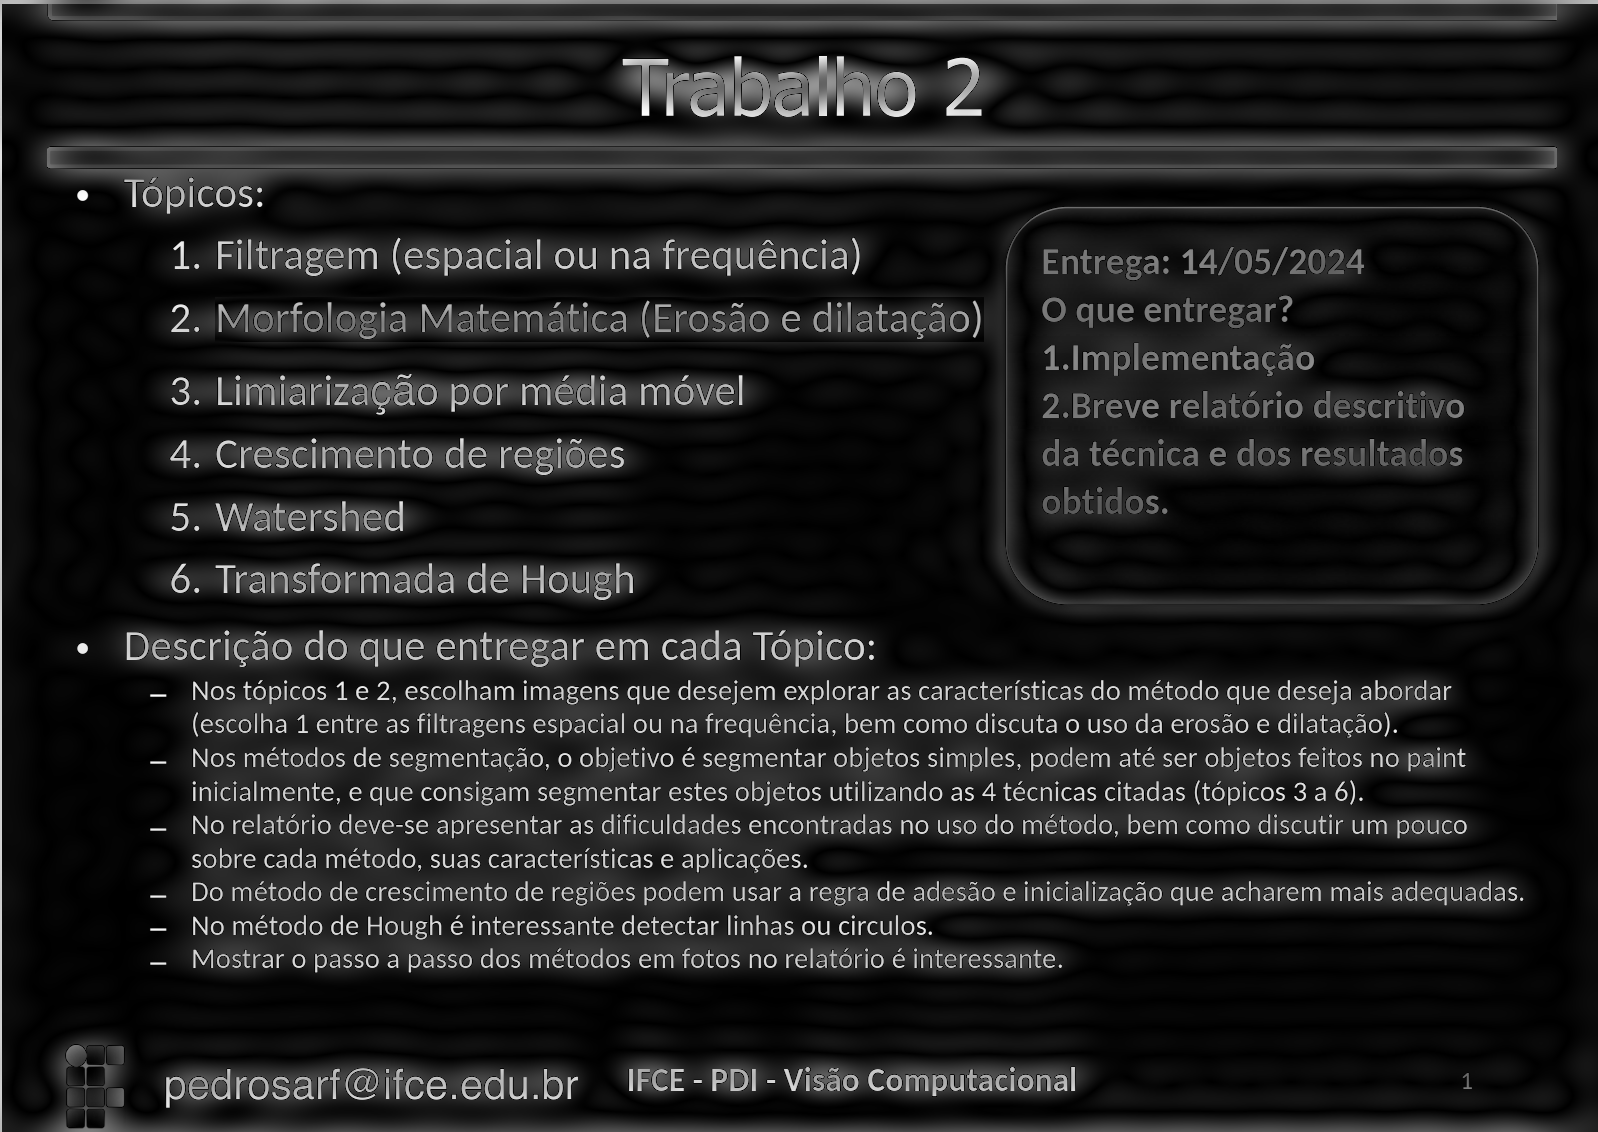 Trabalho 2
• Tópicos:
1. Filtragem (espacial ou na frequência)
2. Morfologia Matemática (Erosão e dilatação)
3. Limiarização por média móvel
4. Crescimento de regiões
5. Watershed
6. Transformada de Hough
Entrega: 14/05/2024
O que entregar?
1.Implementação
2.Breve relatório descritivo
da técnica e dos resultados
obtidos.
• Descrição do que entregar em cada Tópico:
– Nos tópicos 1 e 2, escolham imagens que desejem explorar as características do método que deseja abordar
(escolha 1 entre as filtragens espacial ou na frequência, bem como discuta o uso da erosão e dilatação).
– Nos métodos de segmentação, o objetivo é segmentar objetos simples, podem até ser objetos feitos no paint
inicialmente, e que consigam segmentar estes objetos utilizando as 4 técnicas citadas (tópicos 3 a 6).
– No relatório deve-se apresentar as dificuldades encontradas no uso do método, bem como discutir um pouco
sobre cada método, suas características e aplicações.
– Do método de crescimento de regiões podem usar a regra de adesão e inicialização que acharem mais adequadas.
– No método de Hough é interessante detectar linhas ou circulos.
– Mostrar o passo a passo dos métodos em fotos no relatório é interessante.
pedrosarf@ifce.edu.br
IFCE - PDI - Visão Computacional
1